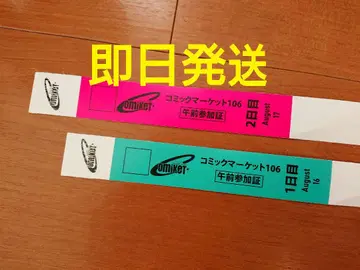 即日発送
COMIKET
コミックマーケット106
午前参加証
2日目
August
17
COMIKET
コミックマーケット106
午前参加証
1日目
August
16